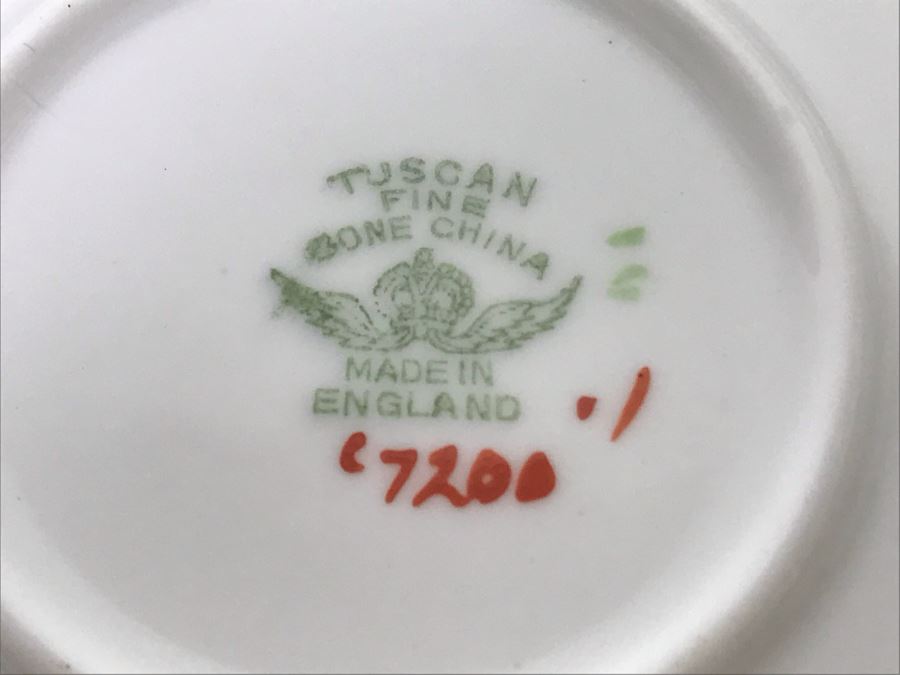 TUSCAN
FINE
BONE CHINA
MADE IN
ENGLAND
C7200